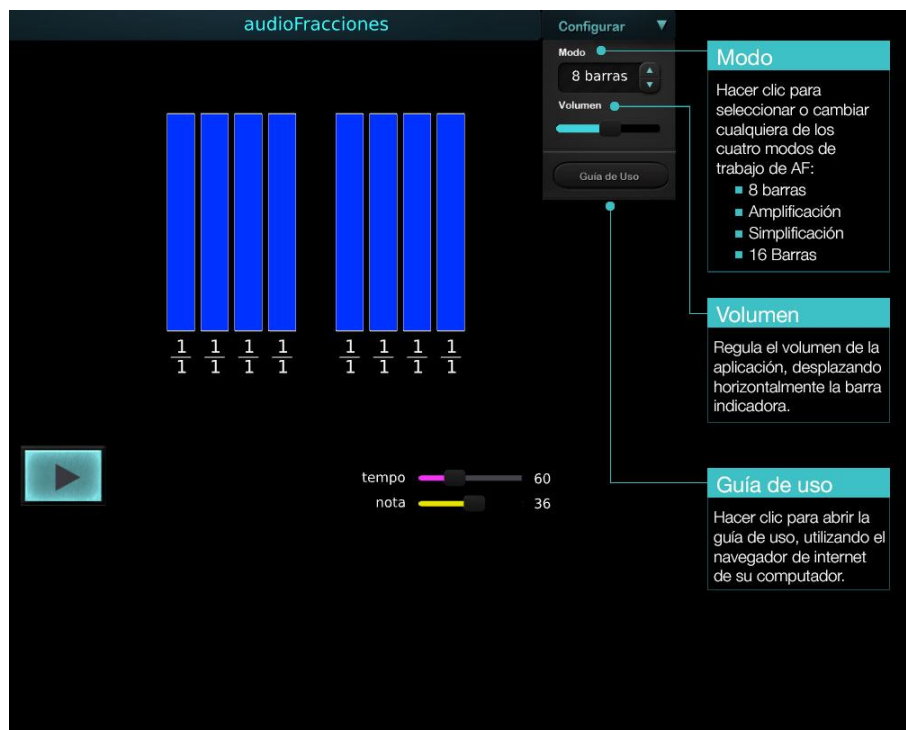 audioFracciones
Configurar
Modo
8 barras
Volumen
Guía de Uso
1 1 1 1 1 1 1 1
1 1 1 1 1 1 1 1
tempo 60
nota 36
Modo
Hacer clic para
seleccionar o cambiar
cualquiera de los
cuatro modos de
trabajo de AF:
8 barras
Amplificación
Simplificación
16 Barras
Volumen
Regula el volumen de la
aplicación, desplazando
horizontalmente la barra
indicadora.
Guía de uso
Hacer clic para abrir la
guía de uso, utilizando el
navegador de internet
de su computador.